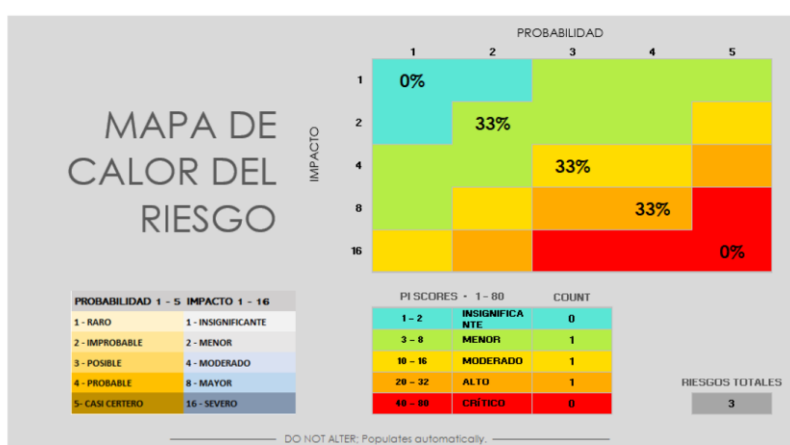 PROBABILIDAD
1 2 3 4 5
MAPA DE
CALOR DEL
RIESGO
IMPACTO
1 0%
2 33%
4 33%
8 33%
16 0%
PROBABILIDAD 1 - 5 IMPACTO 1 - 16
1 - RARO 1 - INSIGNIFICANTE
2 - IMPROBABLE 2 - MENOR
3 - POSIBLE 4 - MODERADO
4 - PROBABLE 8 - MAYOR
5- CASI CERTERO 16 - SEVERO
PI SCORES - 1 - 80 COUNT
1 - 2 INSIGNIFICA
NTE 0
3 - 8 MENOR 1
10 - 16 MODERADO 1
20 - 32 ALTO 1
40 - 80 CRÍTICO 0
RIESGOS TOTALES
3
DO NOT ALTER: Populates automatically.